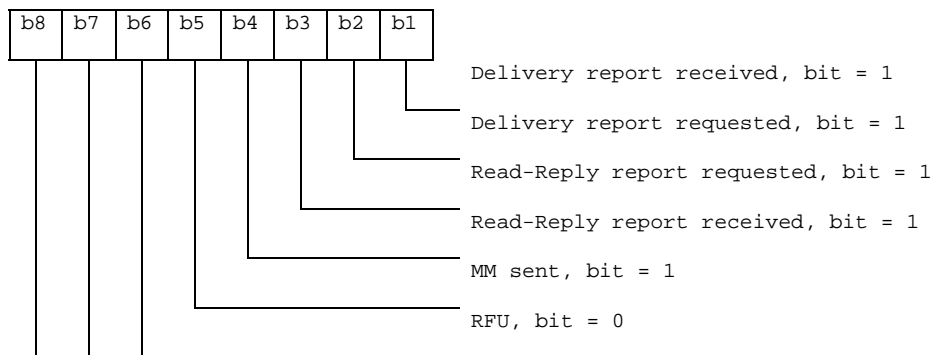 b8 b7 b6 b5 b4 b3 b2 b1
Delivery report received, bit = 1
Delivery report requested, bit = 1
Read-Reply report requested, bit = 1
Read-Reply report received, bit = 1
MM sent, bit = 1
RFU, bit = 0